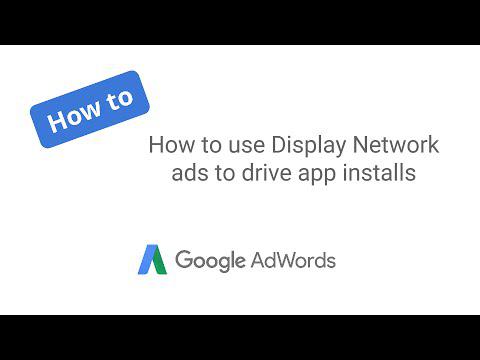 How to
How to use Display Network
ads to drive app installs
Google AdWords